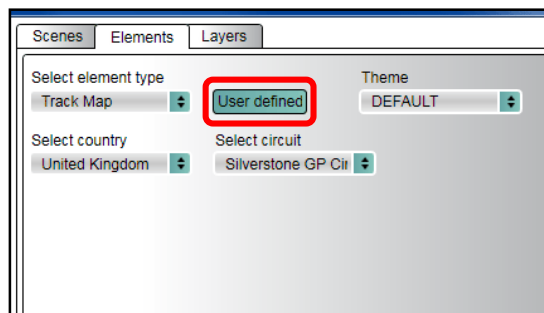 Scenes Elements Layers
Select element type Theme
Track Map User defined DEFAULT
Select country Select circuit
United Kingdom Silverstone GP Cir